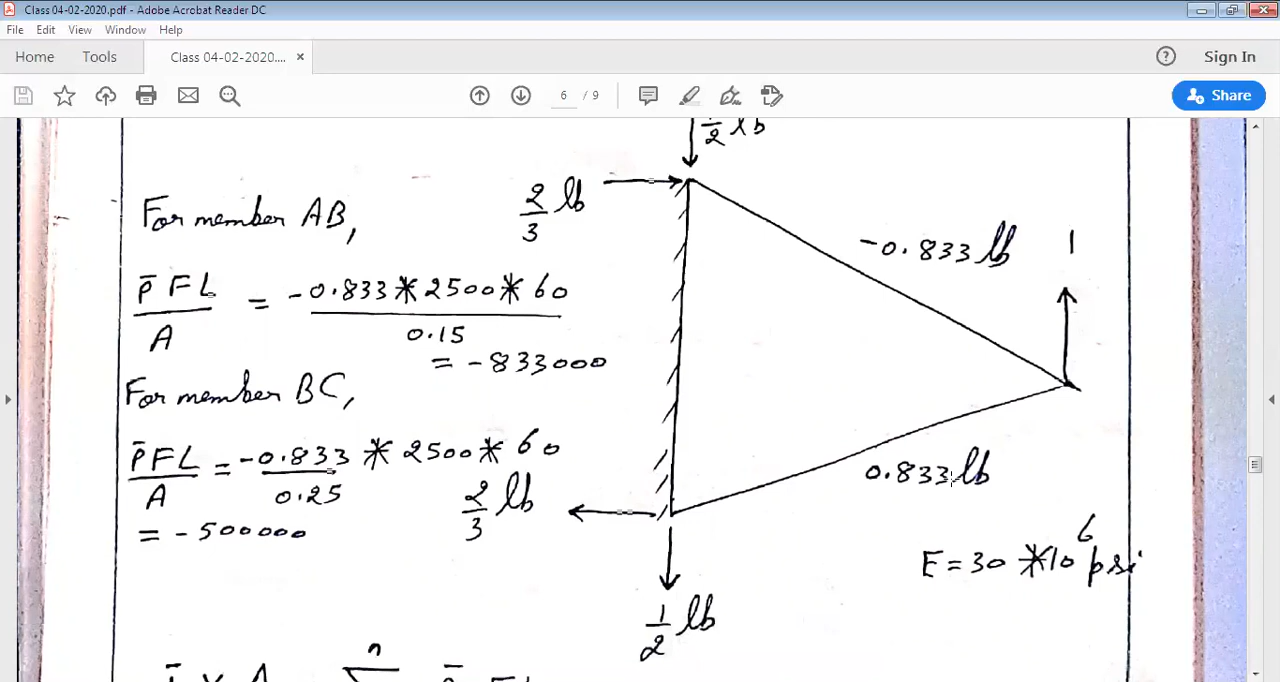 Class 04-02-2020.pdf - Adobe Acrobat Reader DC
File Edit View Window Help
Home Tools Class 04-02-2020.... ×
? Sign In
6 / 9
Share
1/2 lb
For member AB,
2/3 lb
-0.833 lb
1
P̄FL/A = -0.833*2500*60/0.15
= -833000
For member BC,
P̄FL/A = -0.833/0.25 * 2500*60
= -500000
2/3 lb
0.833 lb
E = 30 *10^6 psi
1/2 lb